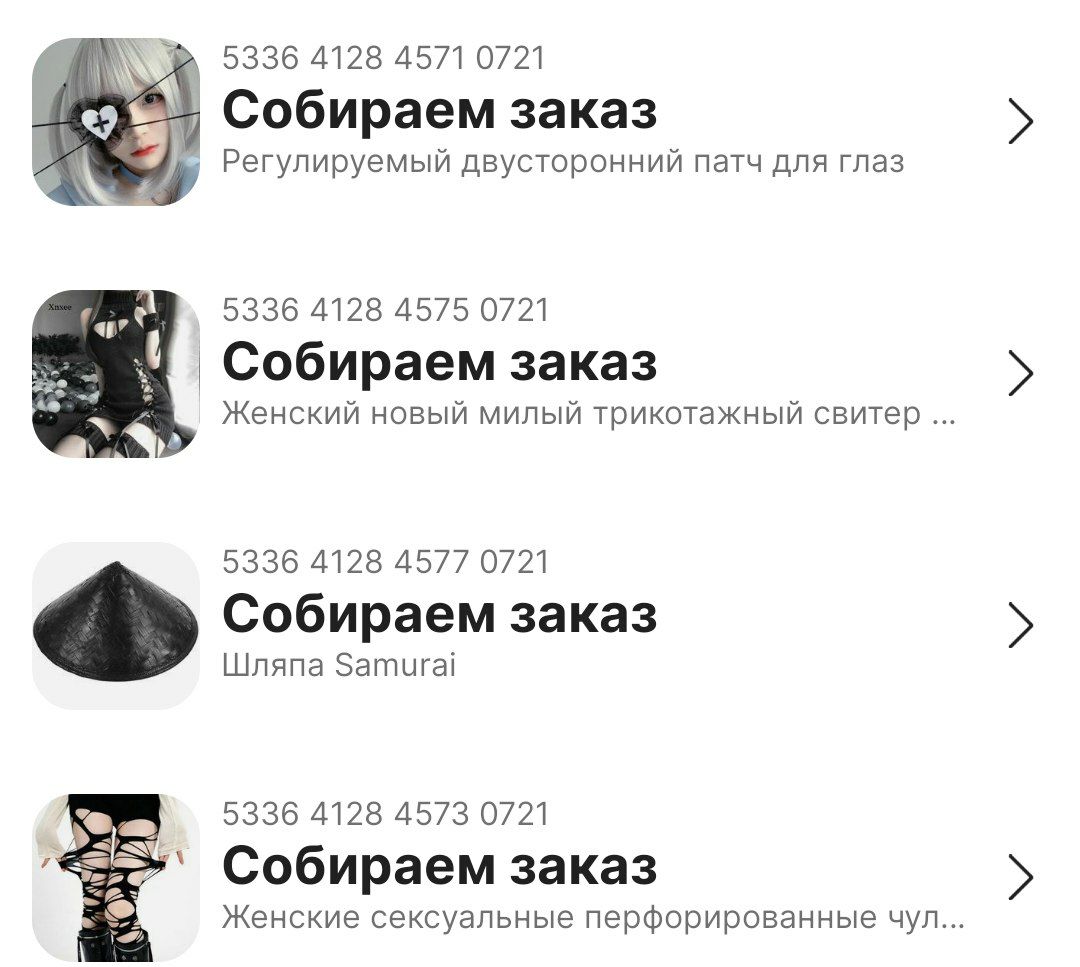 5336 4128 4571 0721
Собираем заказ
Регулируемый двусторонний патч для глаз
Xnxee
5336 4128 4575 0721
Собираем заказ
Женский новый милый трикотажный свитер ...
5336 4128 4577 0721
Собираем заказ
Шляпа Samurai
5336 4128 4573 0721
Собираем заказ
Женские сексуальные перфорированные чул...